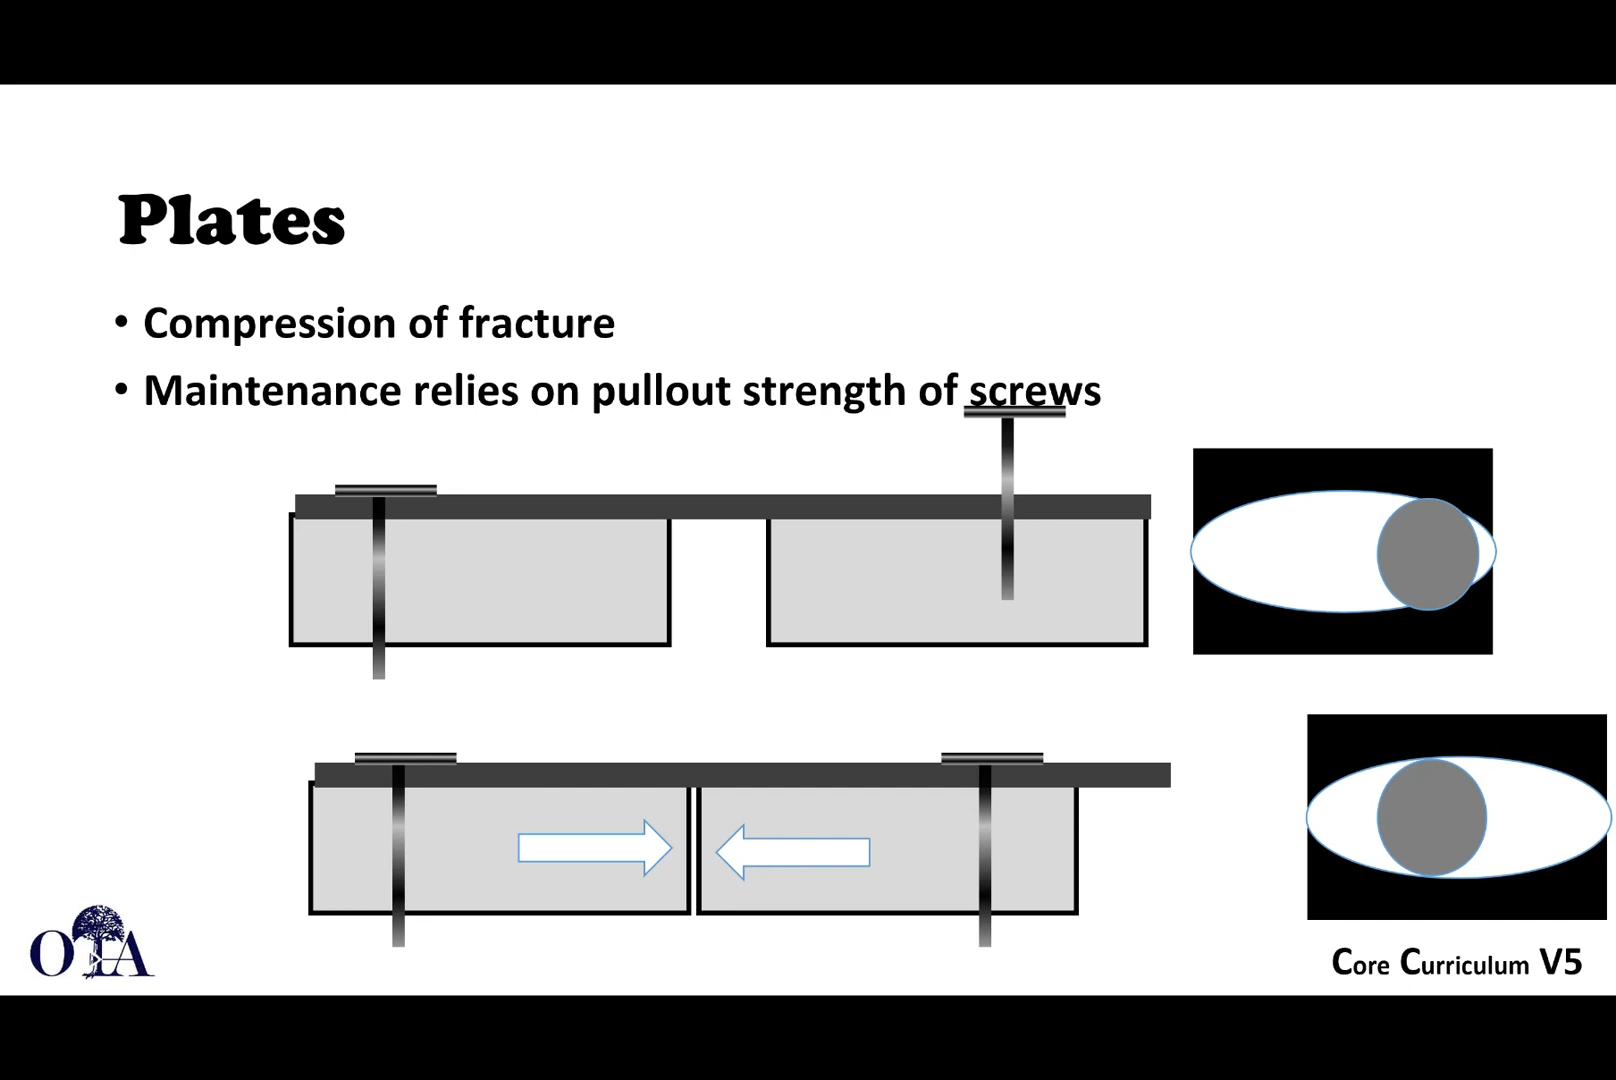 Plates
• Compression of fracture
• Maintenance relies on pullout strength of screws
OTA
Core Curriculum V5